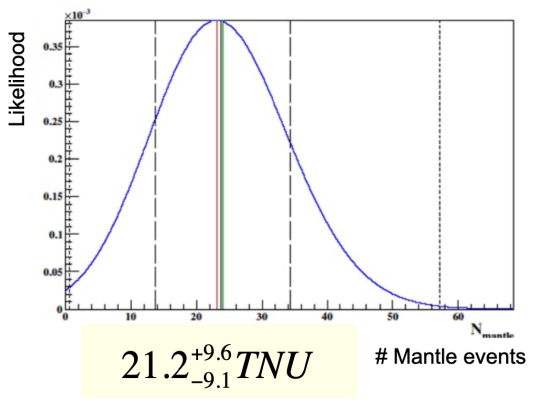 ×10⁻³
Likelihood
0.35
0.3
0.25
0.2
0.15
0.1
0.05
0
0 10 20 30 40 50 60
N_mantle
# Mantle events
21.2 +9.6 −9.1 TNU